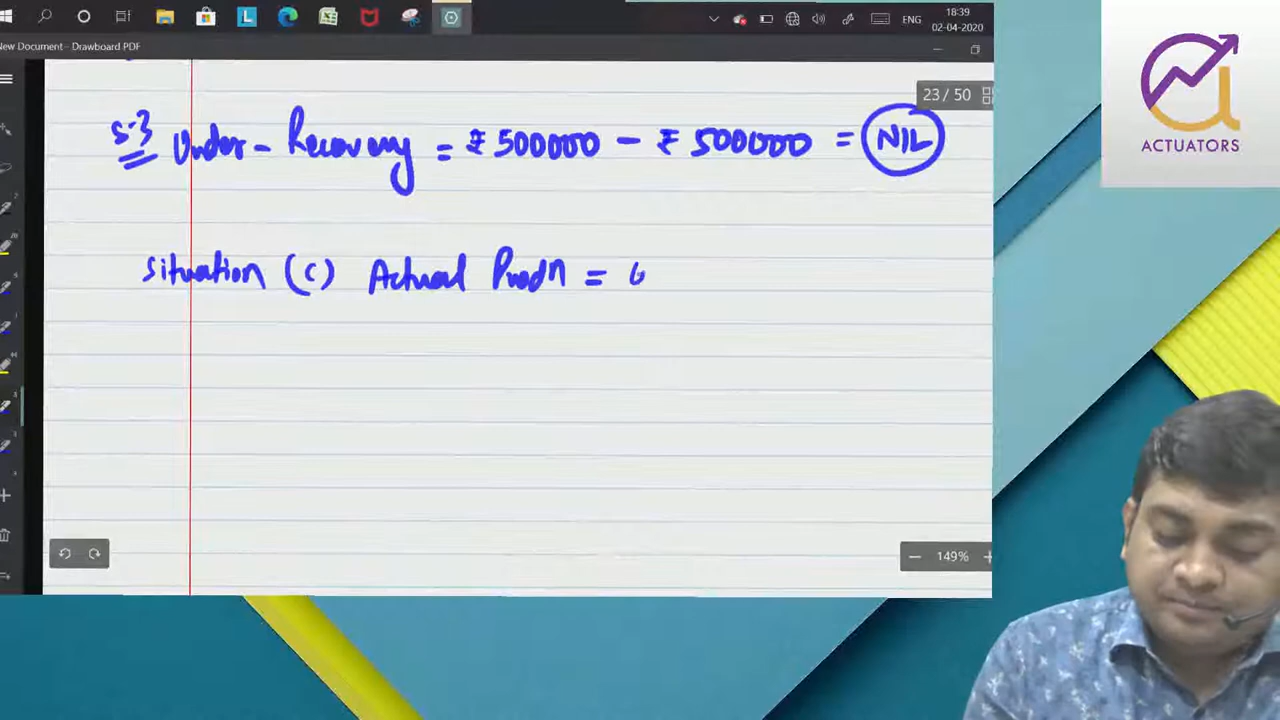 18:39
ENG
02-04-2020
New Document - Drawboard PDF
23 / 50
S-3 Under-Recovery = ₹500000 - ₹500000 = NIL
ACTUATORS
Situation (C) Actual Prodn =
149%